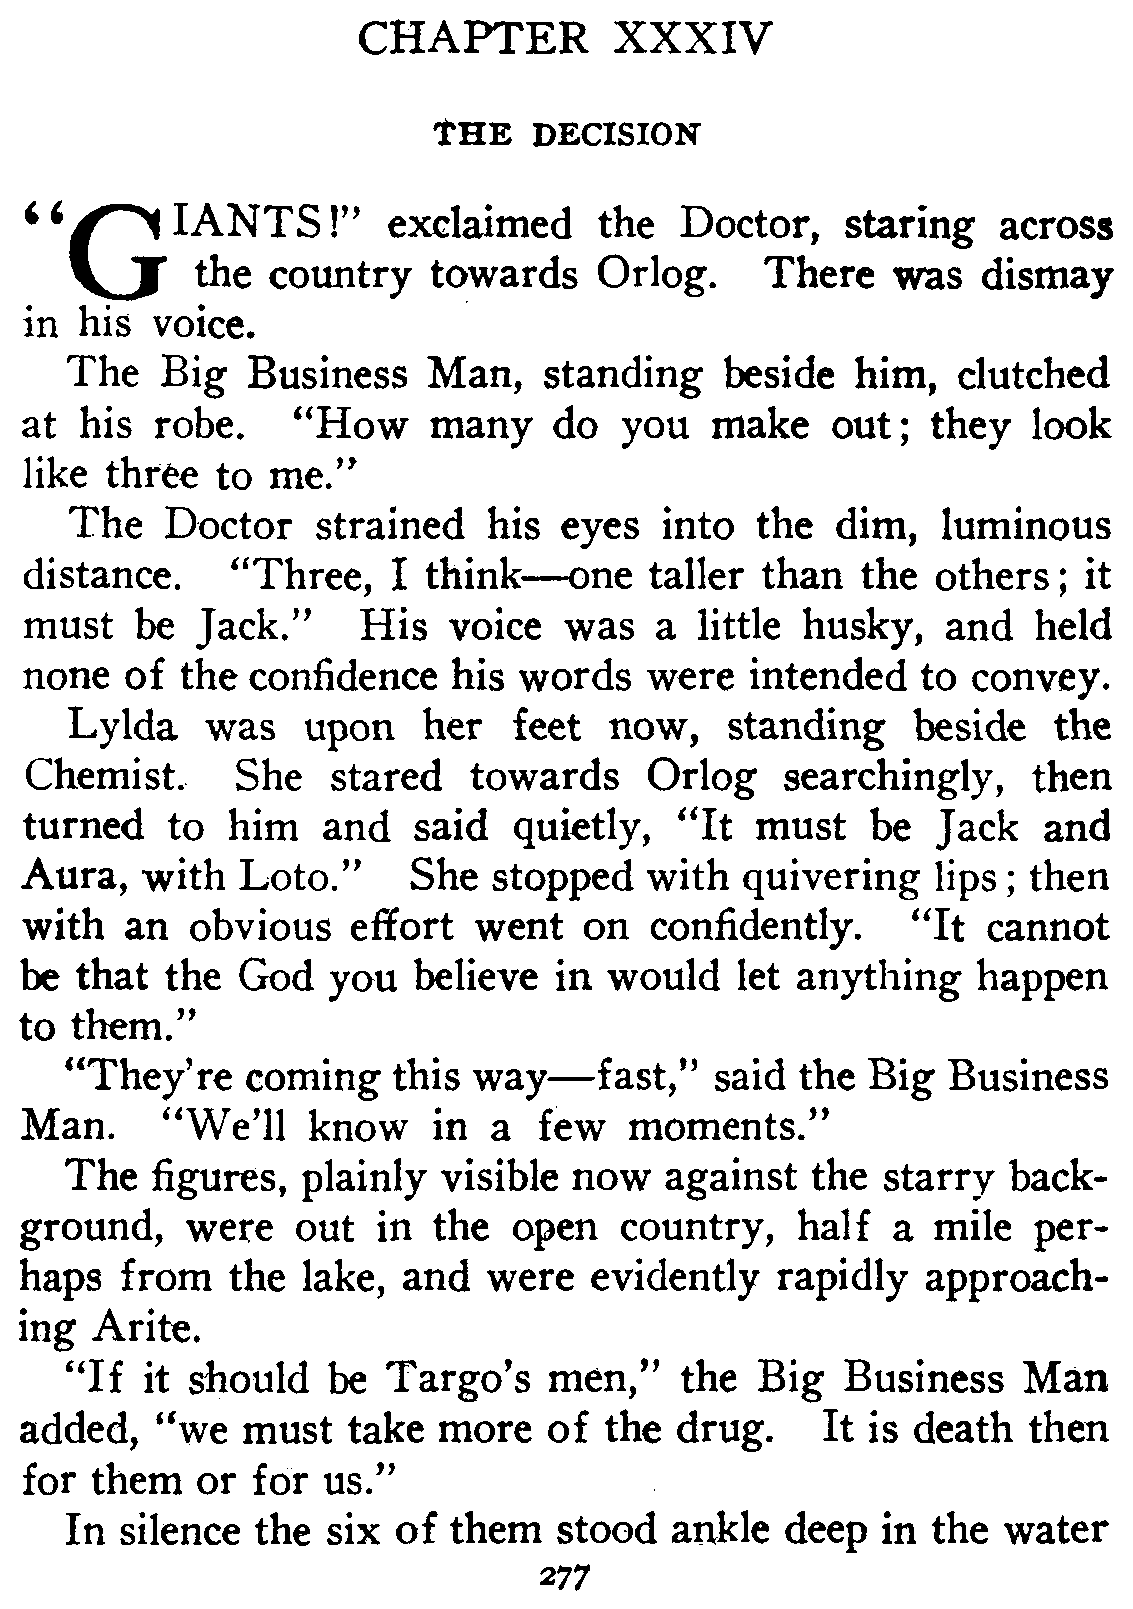 CHAPTER XXXIV
THE DECISION
“GIANTS!” exclaimed the Doctor, staring across
the country towards Orlog. There was dismay
in his voice.
The Big Business Man, standing beside him, clutched
at his robe. “How many do you make out; they look
like three to me.”
The Doctor strained his eyes into the dim, luminous
distance. “Three, I think—one taller than the others; it
must be Jack.” His voice was a little husky, and held
none of the confidence his words were intended to convey.
Lylda was upon her feet now, standing beside the
Chemist. She stared towards Orlog searchingly, then
turned to him and said quietly, “It must be Jack and
Aura, with Loto.” She stopped with quivering lips; then
with an obvious effort went on confidently. “It cannot
be that the God you believe in would let anything happen
to them.”
“They’re coming this way—fast,” said the Big Business
Man. “We’ll know in a few moments.”
The figures, plainly visible now against the starry back-
ground, were out in the open country, half a mile per-
haps from the lake, and were evidently rapidly approach-
ing Arite.
“If it should be Targo’s men,” the Big Business Man
added, “we must take more of the drug. It is death then
for them or for us.”
In silence the six of them stood ankle deep in the water
277